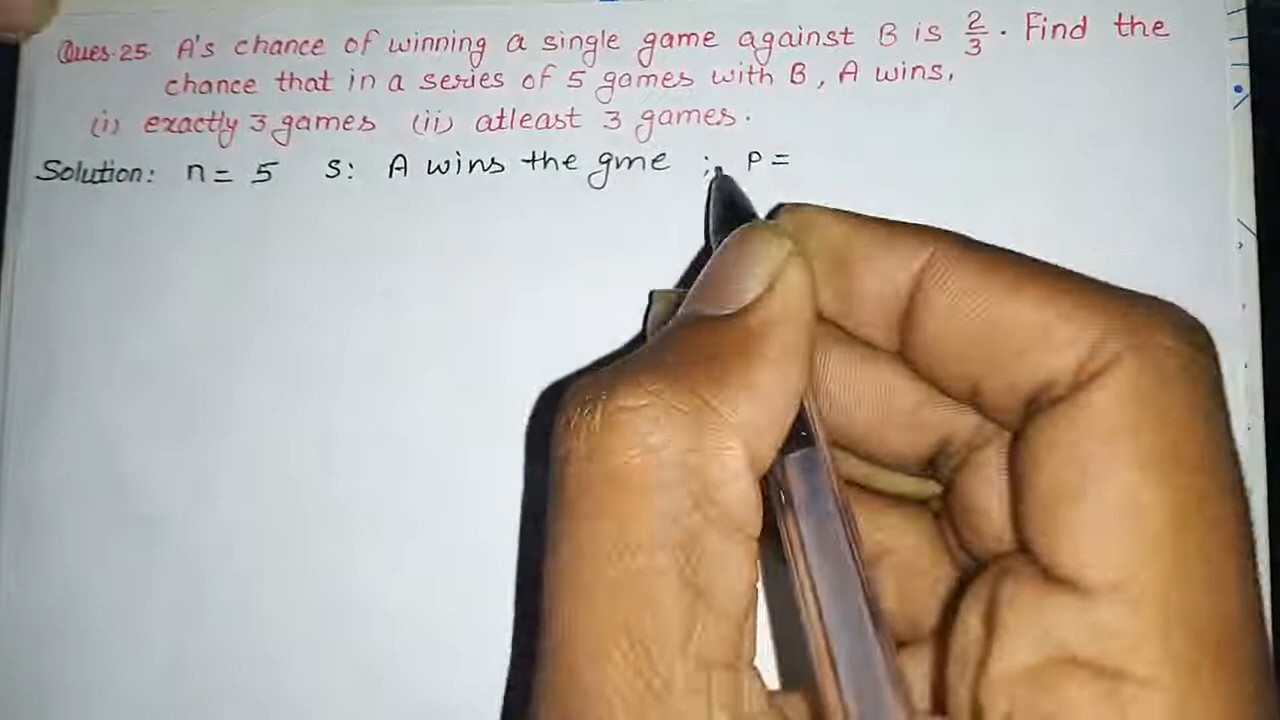 Ques.25. A's chance of winning a single game against B is 2/3. Find the
chance that in a series of 5 games with B, A wins,
(i) exactly 3 games (ii) atleast 3 games.
Solution: n = 5 S: A wins the gme ; p =